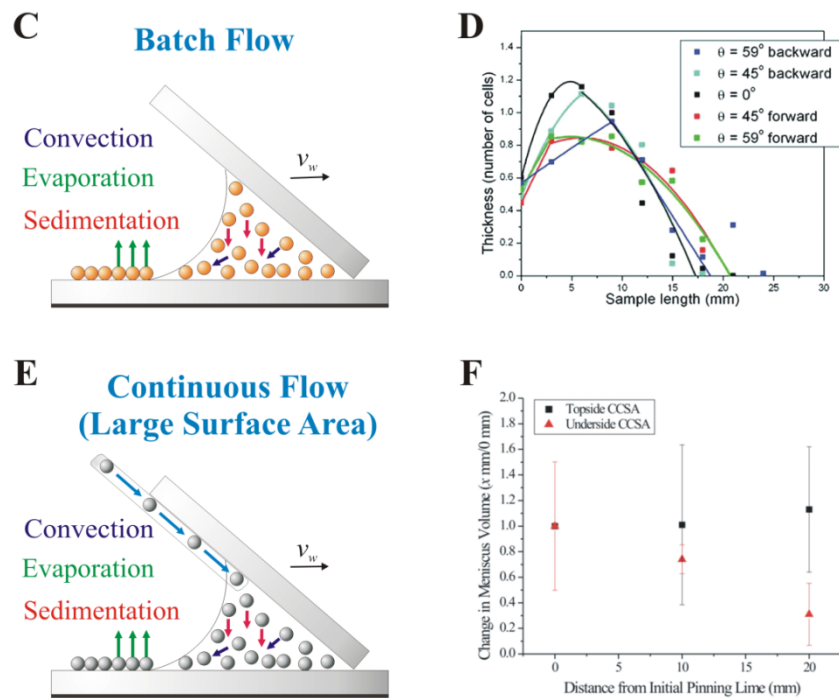 C
Batch Flow
Convection
Evaporation
Sedimentation
v_w
D
θ = 59° backward
θ = 45° backward
θ = 0°
θ = 45° forward
θ = 59° forward
Thickness (number of cells)
1.4
1.2
1.0
0.8
0.6
0.4
0.2
0.0
0 5 10 15 20 25 30
Sample length (mm)
E
Continuous Flow
(Large Surface Area)
Convection
Evaporation
Sedimentation
v_w
F
Topside CCSA
Underside CCSA
Change in Meniscus Volume (x mm/0 mm)
2.0
1.8
1.6
1.4
1.2
1.0
0.8
0.6
0.4
0.2
0.0
0 10 20
Distance from Initial Pinning Lime (mm)